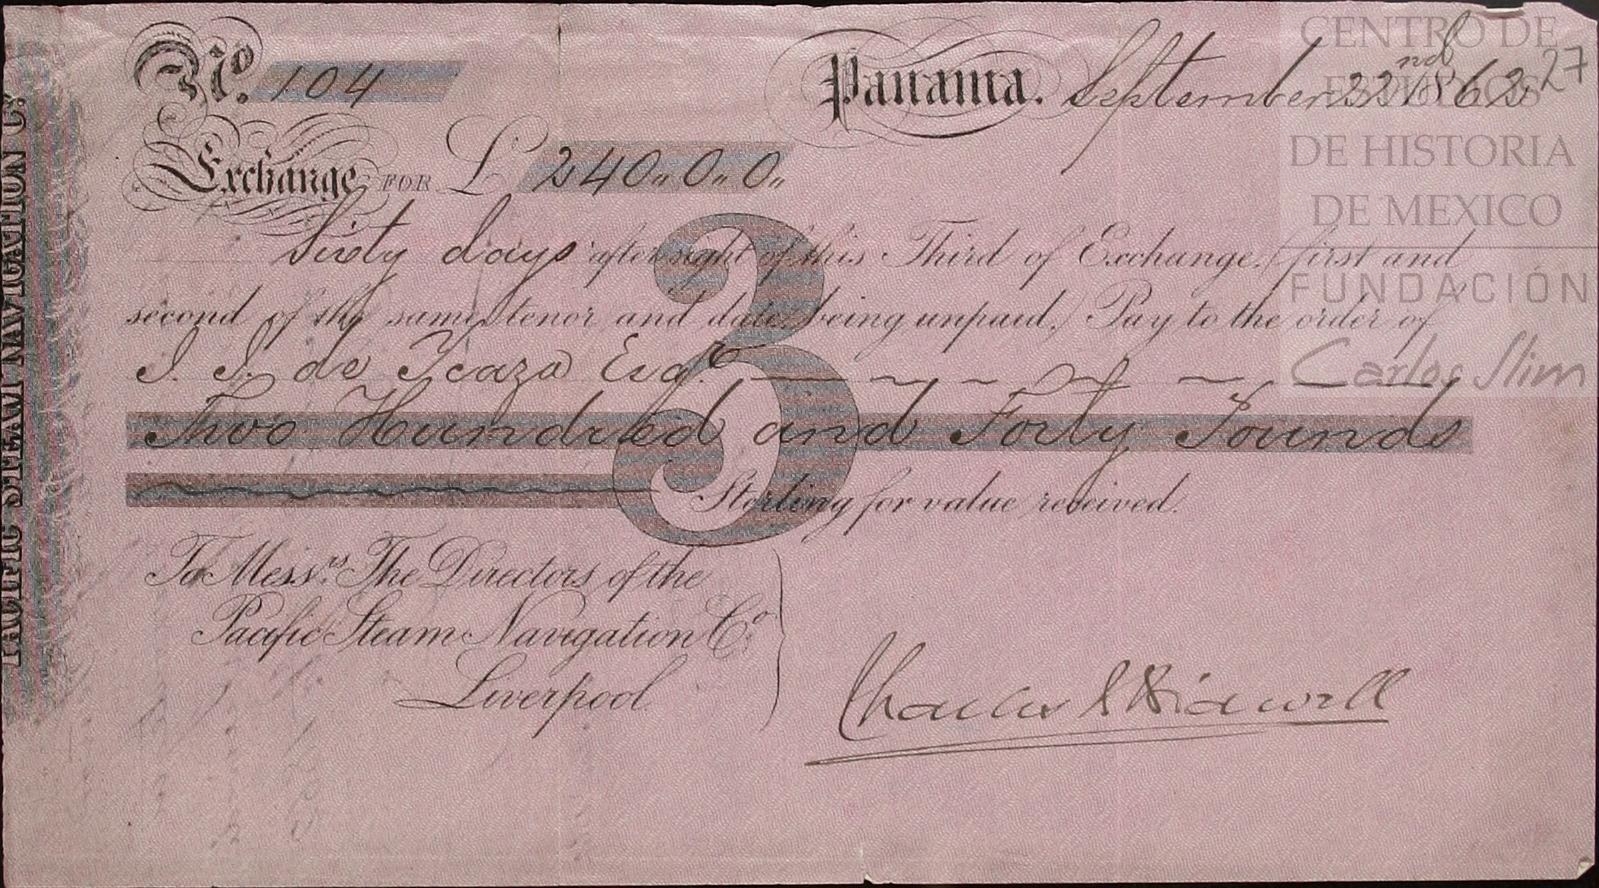 No. 104
Panama. September 22nd 1862
27
Exchange FOR £ 240„ 0„ 0„
Sixty days after sight of this Third of Exchange, (first and
second of the same tenor and date, being unpaid,) Pay to the order of
J. J. de Ycaza Esqre
Two Hundred and Forty Pounds
Sterling for value received.
To Messrs. The Directors of the
Pacific Steam Navigation Co.
Liverpool.
Charles S Bidwell
3
PACIFIC STEAM NAVIGATION Co.
CENTRO DE
ESTUDIOS
DE HISTORIA
DE MEXICO
FUNDACIÓN
Carlos Slim